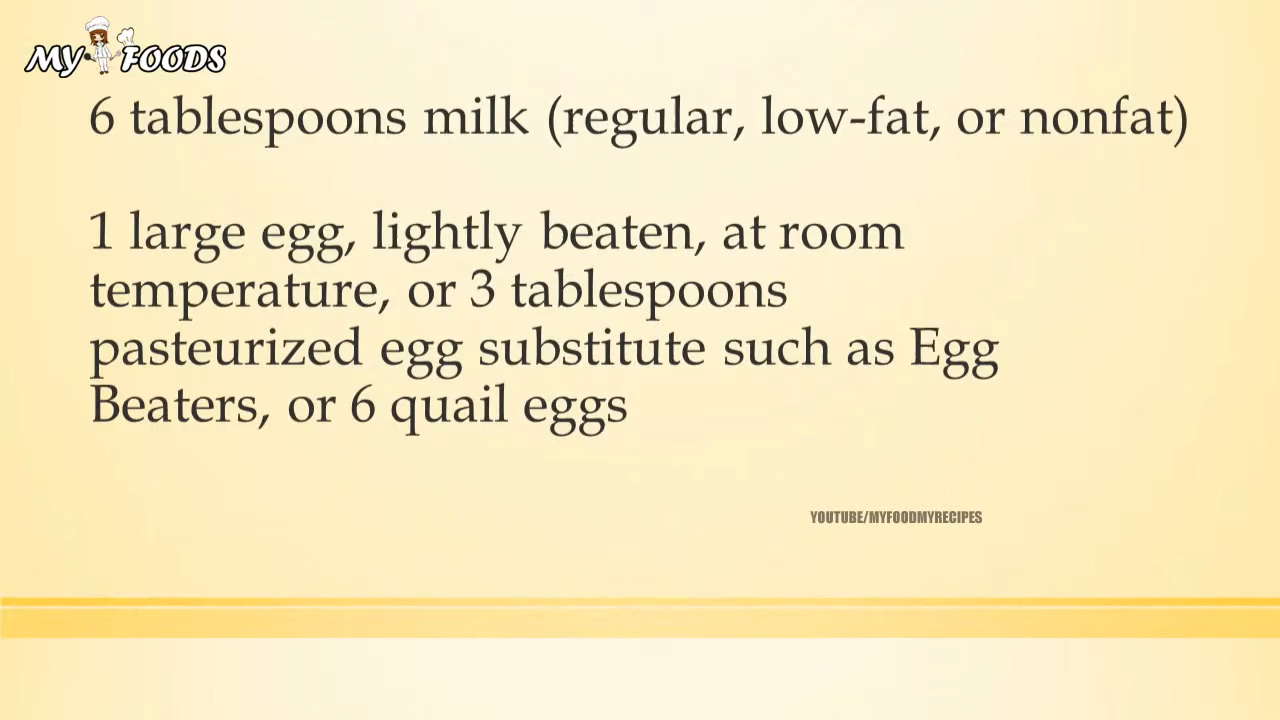 MY FOODS
6 tablespoons milk (regular, low-fat, or nonfat)
1 large egg, lightly beaten, at room
temperature, or 3 tablespoons
pasteurized egg substitute such as Egg
Beaters, or 6 quail eggs
YOUTUBE/MYFOODMYRECIPES